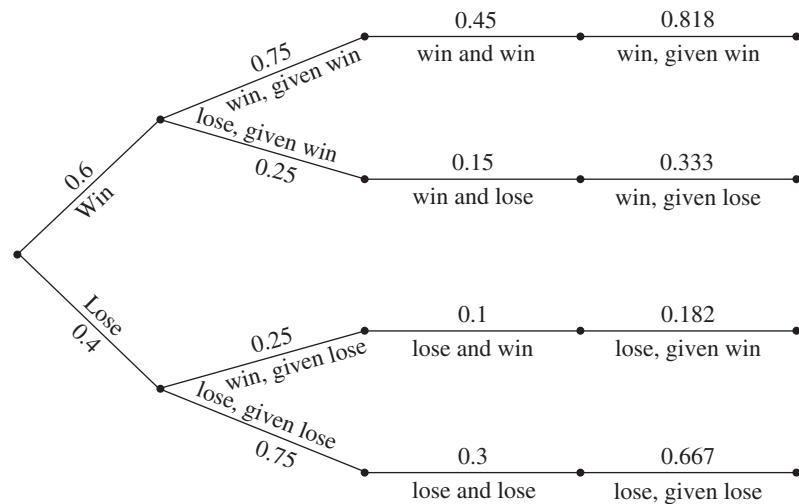 0.45
0.818
win and win
win, given win
0.75
win, given win
lose, given win
0.25
0.15
0.333
win and lose
win, given lose
0.6
Win
Lose
0.4
0.25
win, given lose
lose, given lose
0.75
0.1
0.182
lose and win
lose, given win
0.3
0.667
lose and lose
lose, given lose